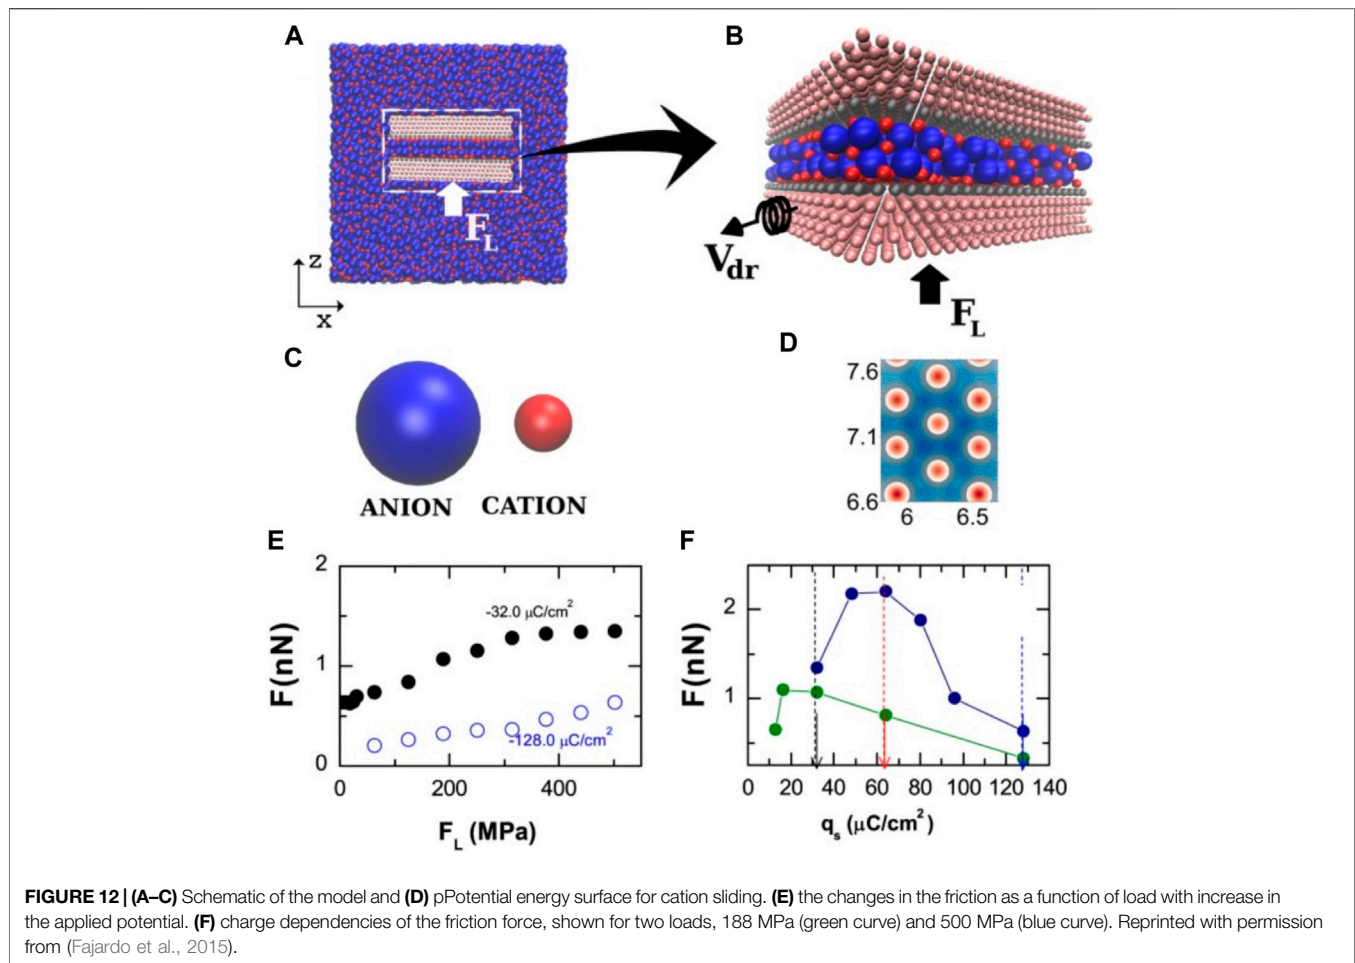 A
B
F_L
z
x
V_dr
F_L
C
D
ANION CATION
7.6
7.1
6.6
6 6.5
E
F
2
1
0
F(nN)
-32.0 μC/cm²
-128.0 μC/cm²
0 200 400
F_L (MPa)
2
1
F(nN)
0 20 40 60 80 100 120 140
q_s (μC/cm²)
FIGURE 12 | (A–C) Schematic of the model and (D) pPotential energy surface for cation sliding. (E) the changes in the friction as a function of load with increase in
the applied potential. (F) charge dependencies of the friction force, shown for two loads, 188 MPa (green curve) and 500 MPa (blue curve). Reprinted with permission
from (Fajardo et al., 2015).